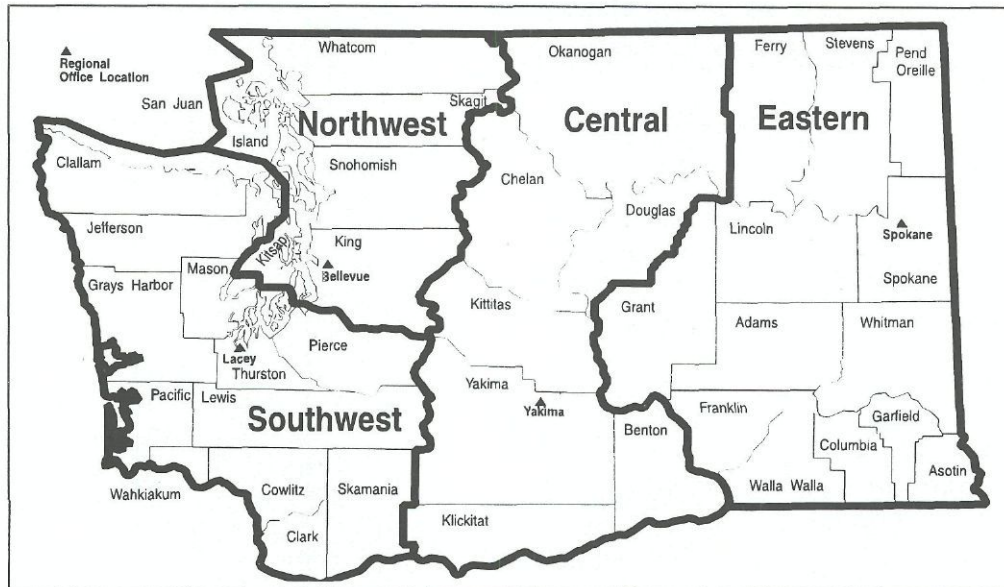 Regional
Office Location
San Juan
Whatcom
Skagit
Northwest
Island
Snohomish
King
Kitsap
Bellevue
Clallam
Jefferson
Mason
Grays Harbor
Pierce
Lacey
Thurston
Pacific
Lewis
Southwest
Wahkiakum
Cowlitz
Skamania
Clark
Okanogan
Central
Chelan
Douglas
Kittitas
Yakima
Yakima
Benton
Klickitat
Ferry
Stevens
Pend
Oreille
Eastern
Lincoln
Spokane
Spokane
Grant
Adams
Whitman
Franklin
Garfield
Columbia
Walla Walla
Asotin